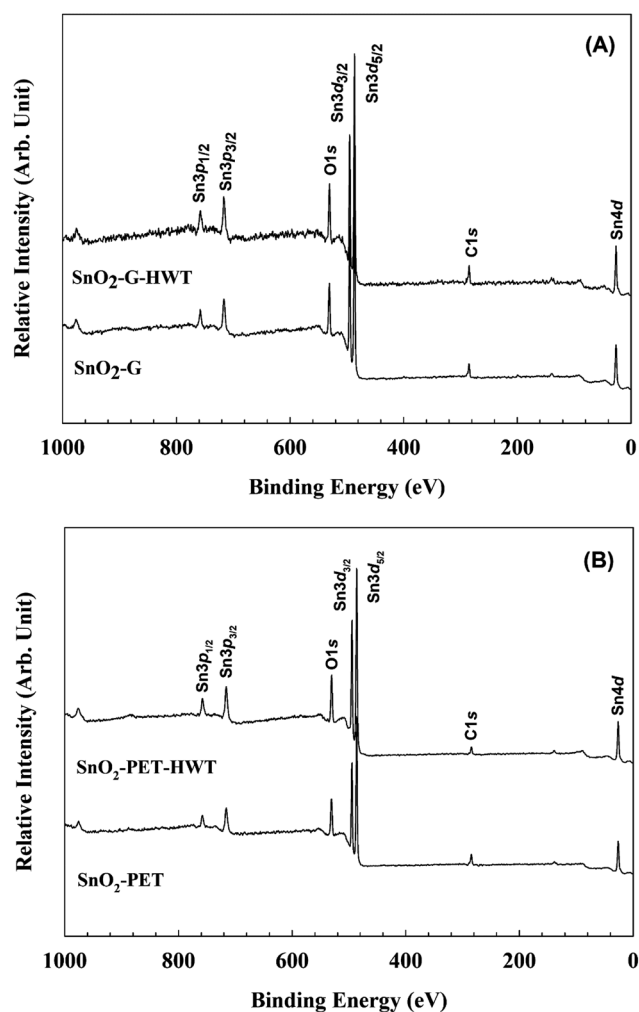 (A)
Relative Intensity (Arb. Unit)
Sn3p1/2
Sn3p3/2
O1s
Sn3d3/2
Sn3d5/2
C1s
Sn4d
SnO2-G-HWT
SnO2-G
1000 800 600 400 200 0
Binding Energy (eV)
(B)
Relative Intensity (Arb. Unit)
Sn3p1/2
Sn3p3/2
O1s
Sn3d3/2
Sn3d5/2
C1s
Sn4d
SnO2-PET-HWT
SnO2-PET
1000 800 600 400 200 0
Binding Energy (eV)